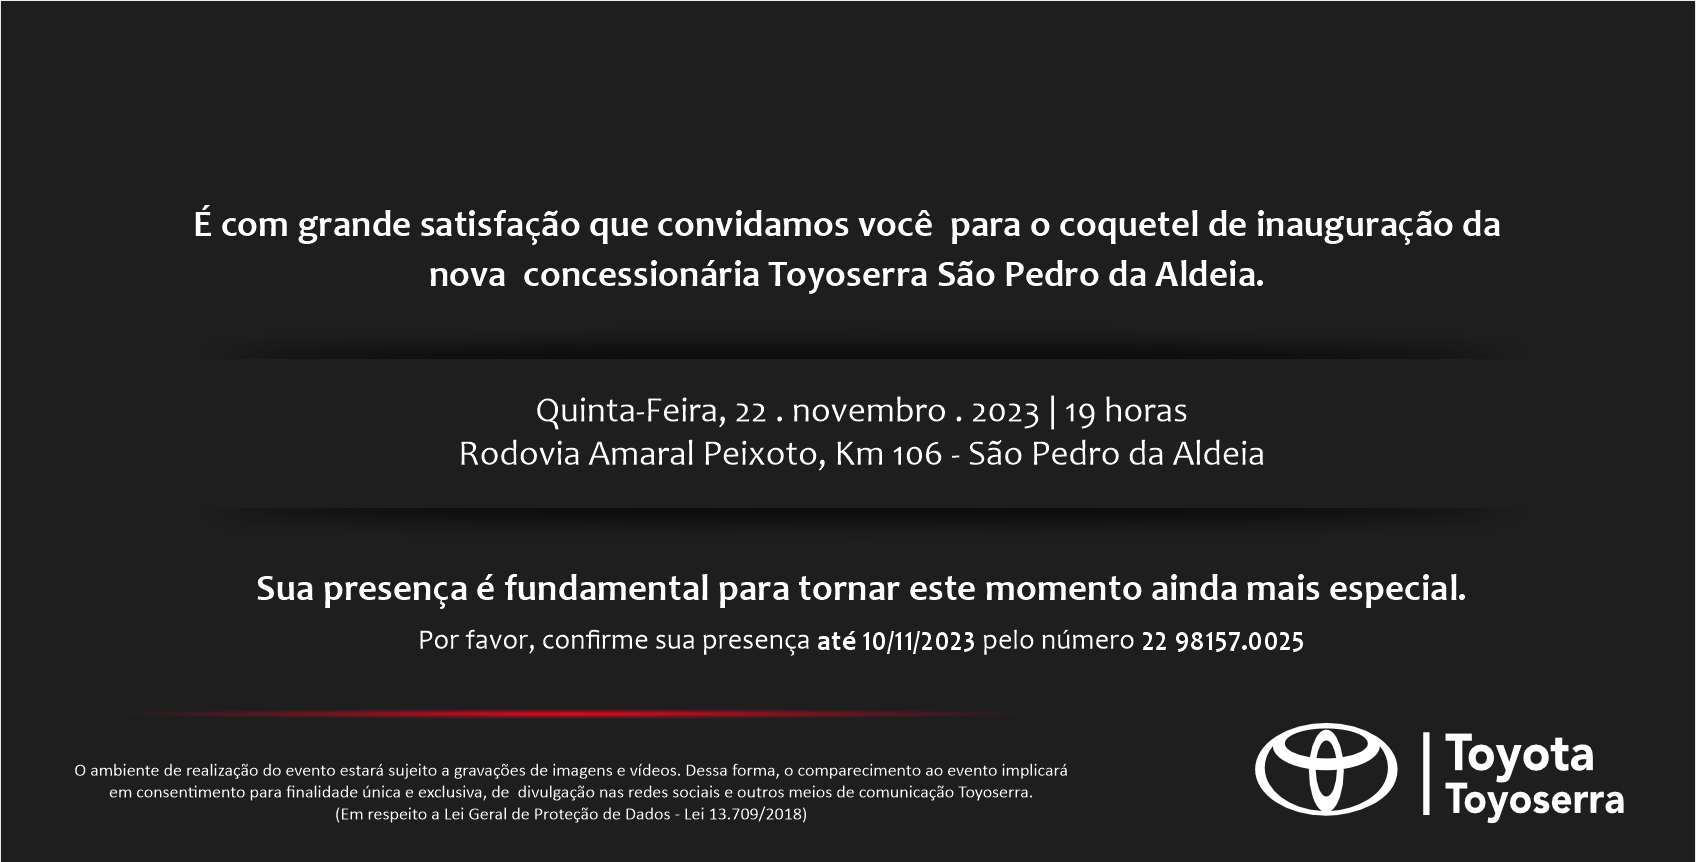 É com grande satisfação que convidamos você  para o coquetel de inauguração da
nova  concessionária Toyoserra São Pedro da Aldeia.
Quinta-Feira, 22 . novembro . 2023 | 19 horas
Rodovia Amaral Peixoto, Km 106 - São Pedro da Aldeia
Sua presença é fundamental para tornar este momento ainda mais especial.
Por favor, confirme sua presença até 10/11/2023 pelo número 22 98157.0025
O ambiente de realização do evento estará sujeito a gravações de imagens e vídeos. Dessa forma, o comparecimento ao evento implicará
em consentimento para finalidade única e exclusiva, de  divulgação nas redes sociais e outros meios de comunicação Toyoserra.
(Em respeito a Lei Geral de Proteção de Dados - Lei 13.709/2018)
Toyota
Toyoserra